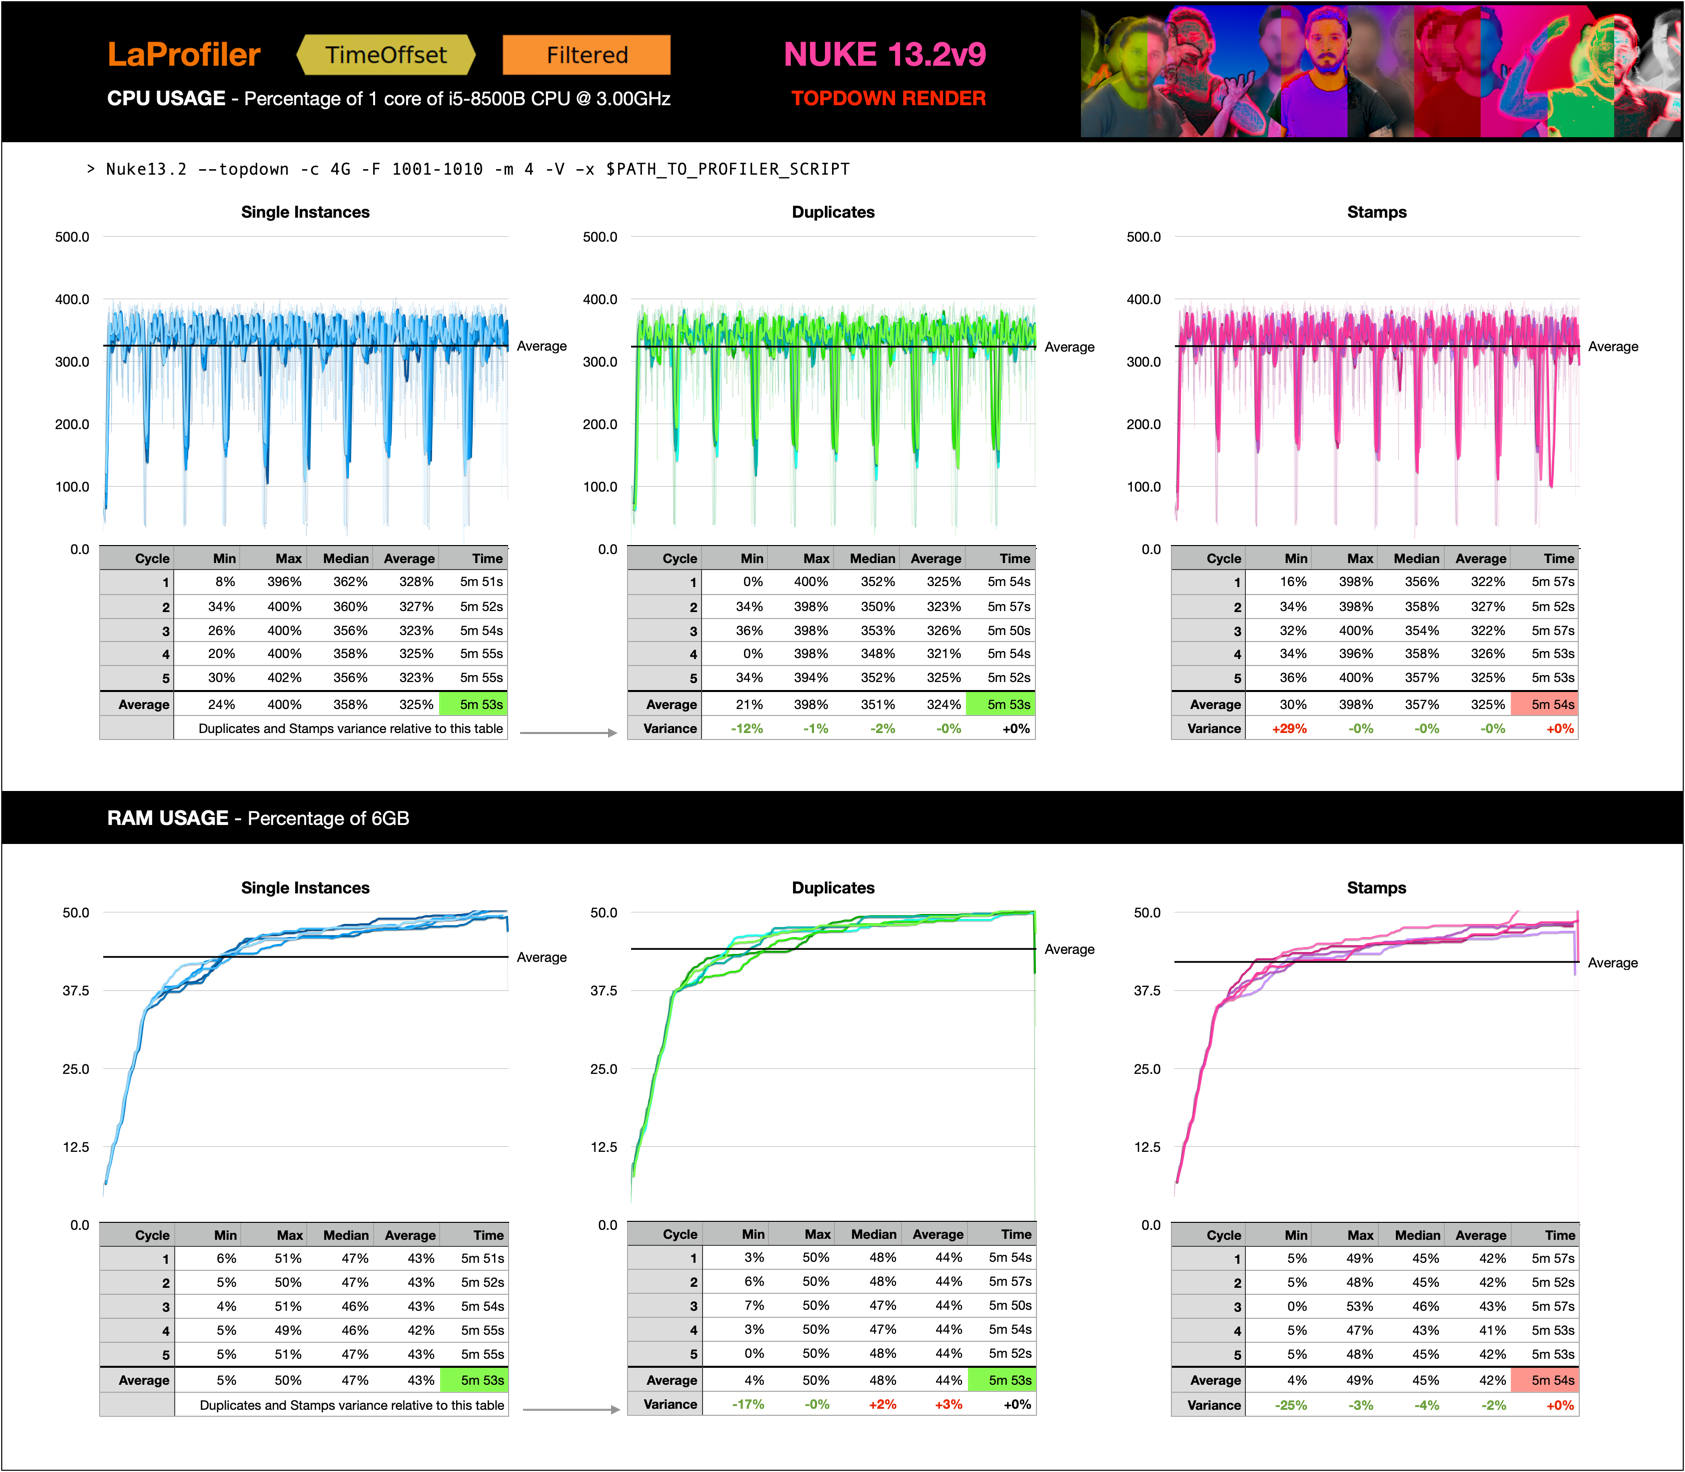 LaProfiler TimeOffset Filtered NUKE 13.2v9
CPU USAGE - Percentage of 1 core of i5-8500B CPU @ 3.00GHz TOPDOWN RENDER
> Nuke13.2 --topdown -c 4G -F 1001-1010 -m 4 -V -x $PATH_TO_PROFILER_SCRIPT
Single Instances
500.0
400.0
300.0
200.0
100.0
0.0
Average
Cycle Min Max Median Average Time
1 8% 396% 362% 328% 5m 51s
2 34% 400% 360% 327% 5m 52s
3 26% 400% 356% 323% 5m 54s
4 20% 400% 358% 325% 5m 55s
5 30% 402% 356% 323% 5m 55s
Average 24% 400% 358% 325% 5m 53s
Duplicates and Stamps variance relative to this table
Duplicates
500.0
400.0
300.0
200.0
100.0
0.0
Average
Cycle Min Max Median Average Time
1 0% 400% 352% 325% 5m 54s
2 34% 398% 350% 323% 5m 57s
3 36% 398% 353% 326% 5m 50s
4 0% 398% 348% 321% 5m 54s
5 34% 394% 352% 325% 5m 52s
Average 21% 398% 351% 324% 5m 53s
Variance -12% -1% -2% -0% +0%
Stamps
500.0
400.0
300.0
200.0
100.0
0.0
Average
Cycle Min Max Median Average Time
1 16% 398% 356% 322% 5m 57s
2 34% 398% 358% 327% 5m 52s
3 32% 400% 354% 322% 5m 57s
4 34% 396% 358% 326% 5m 53s
5 36% 400% 357% 325% 5m 53s
Average 30% 398% 357% 325% 5m 54s
Variance +29% -0% -0% -0% +0%
RAM USAGE - Percentage of 6GB
Single Instances
50.0
37.5
25.0
12.5
0.0
Average
Cycle Min Max Median Average Time
1 6% 51% 47% 43% 5m 51s
2 5% 50% 47% 43% 5m 52s
3 4% 51% 46% 43% 5m 54s
4 5% 49% 46% 42% 5m 55s
5 5% 51% 47% 43% 5m 55s
Average 5% 50% 47% 43% 5m 53s
Duplicates and Stamps variance relative to this table
Duplicates
50.0
37.5
25.0
12.5
0.0
Average
Cycle Min Max Median Average Time
1 3% 50% 48% 44% 5m 54s
2 6% 50% 48% 44% 5m 57s
3 7% 50% 47% 44% 5m 50s
4 3% 50% 47% 44% 5m 54s
5 0% 50% 48% 44% 5m 52s
Average 4% 50% 48% 44% 5m 53s
Variance -17% -0% +2% +3% +0%
Stamps
50.0
37.5
25.0
12.5
0.0
Average
Cycle Min Max Median Average Time
1 5% 49% 45% 42% 5m 57s
2 5% 48% 45% 42% 5m 52s
3 0% 53% 46% 43% 5m 57s
4 5% 47% 43% 41% 5m 53s
5 5% 48% 45% 42% 5m 53s
Average 4% 49% 45% 42% 5m 54s
Variance -25% -3% -4% -2% +0%